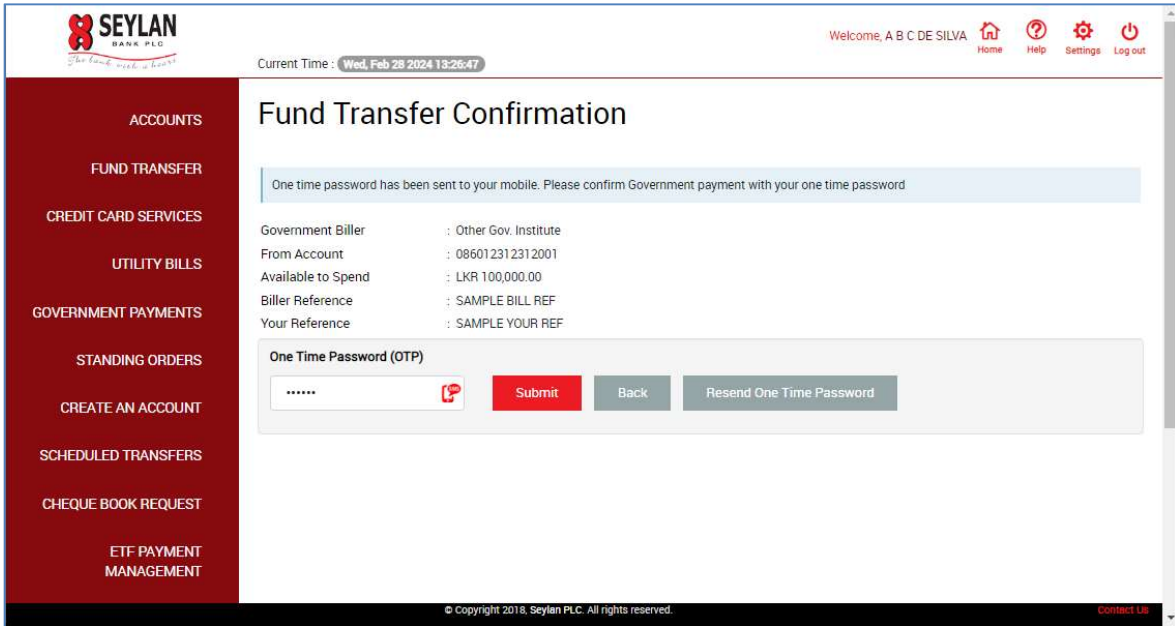 SEYLAN
BANK PLC
The bank with a heart
Current Time : Wed, Feb 28 2024 13:26:47
Welcome, A B C DE SILVA
Home
Help
Settings
Log out
ACCOUNTS
FUND TRANSFER
CREDIT CARD SERVICES
UTILITY BILLS
GOVERNMENT PAYMENTS
STANDING ORDERS
CREATE AN ACCOUNT
SCHEDULED TRANSFERS
CHEQUE BOOK REQUEST
ETF PAYMENT
MANAGEMENT
Fund Transfer Confirmation
One time password has been sent to your mobile. Please confirm Government payment with your one time password
Government Biller : Other Gov. Institute
From Account : 086012312312001
Available to Spend : LKR 100,000.00
Biller Reference : SAMPLE BILL REF
Your Reference : SAMPLE YOUR REF
One Time Password (OTP)
••••••
Submit
Back
Resend One Time Password
© Copyright 2018, Seylan PLC. All rights reserved.
Contact Us